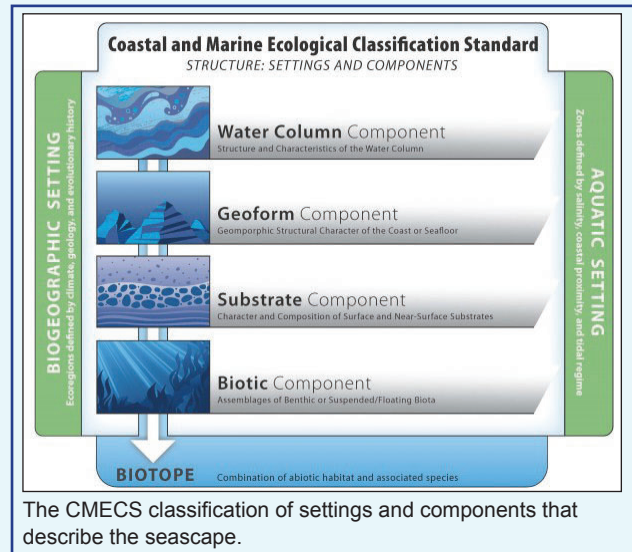 Coastal and Marine Ecological Classification Standard
STRUCTURE: SETTINGS AND COMPONENTS
BIOGEOGRAPHIC SETTING
Ecoregions defined by climate, geology, and evolutionary history
Water Column Component
Structure and Characteristics of the Water Column
Geoform Component
Geomporphic Structural Character of the Coast or Seafloor
Substrate Component
Character and Composition of Surface and Near-Surface Substrates
Biotic Component
Assemblages of Benthic or Suspended/Floating Biota
AQUATIC SETTING
Zones defined by salinity, coastal proximity, and tidal regime
BIOTOPE Combination of abiotic habitat and associated species
The CMECS classification of settings and components that
describe the seascape.